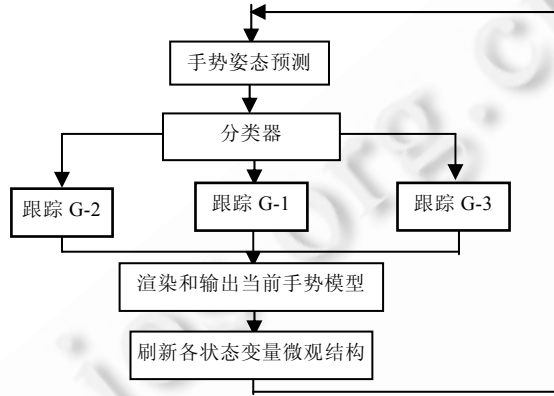 手势姿态预测
分类器
跟踪 G-2
跟踪 G-1
跟踪 G-3
渲染和输出当前手势模型
刷新各状态变量微观结构